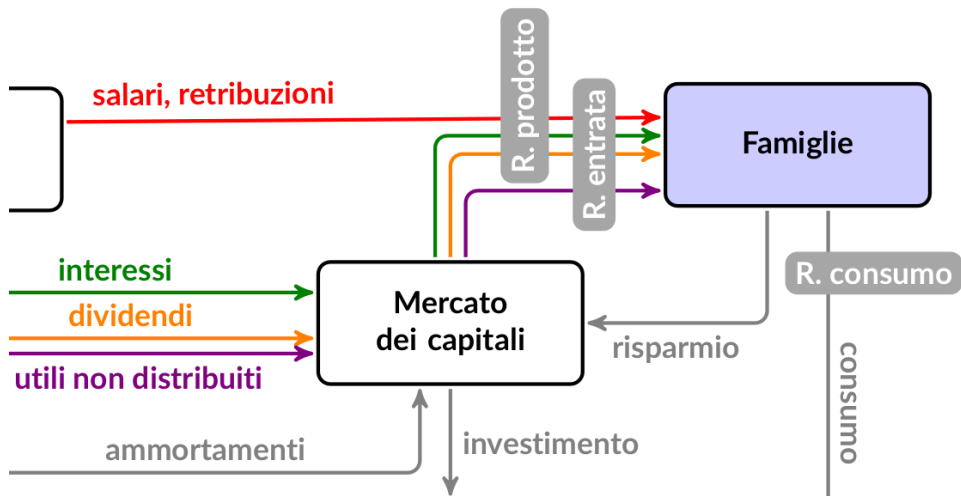 R. prodotto
salari, retribuzioni
R. entrata
Famiglie
interessi
R. consumo
Mercato
dei capitali
dividendi
risparmio
utili non distribuiti
consumo
ammortamenti
investimento